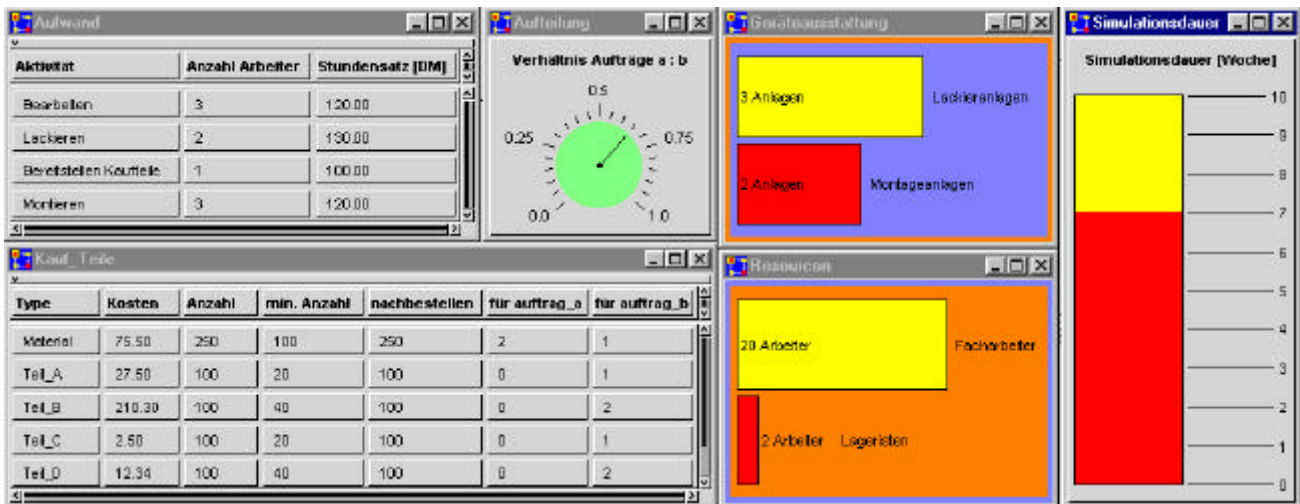 Aufwand
Aktivität Anzahl Arbeiter Stundensatz [DM]
Bearbeiten 3 120.00
Lackieren 2 130.00
Bereitstellen Kaufteile 1 100.00
Montieren 3 120.00
Aufteilung
Verhältnis Aufträge a : b
0.5
0.25 0.75
0.0 1.0
Geräteausstattung
3 Anlagen Lackieranlagen
2 Anlagen Montageanlagen
Simulationsdauer
Simulationsdauer [Woche]
10
9
8
7
6
5
4
3
2
1
0
Kauf_Teile
Type Kosten Anzahl min. Anzahl nachbestellen für auftrag_a für auftrag_b
Material 75.50 250 100 250 2 1
Teil_A 27.50 100 20 100 0 1
Teil_B 210.30 100 40 100 0 2
Teil_C 2.50 100 20 100 0 1
Teil_D 12.34 100 40 100 0 2
Resourcen
20 Arbeiter Facharbeiter
2 Arbeiter Lageristen